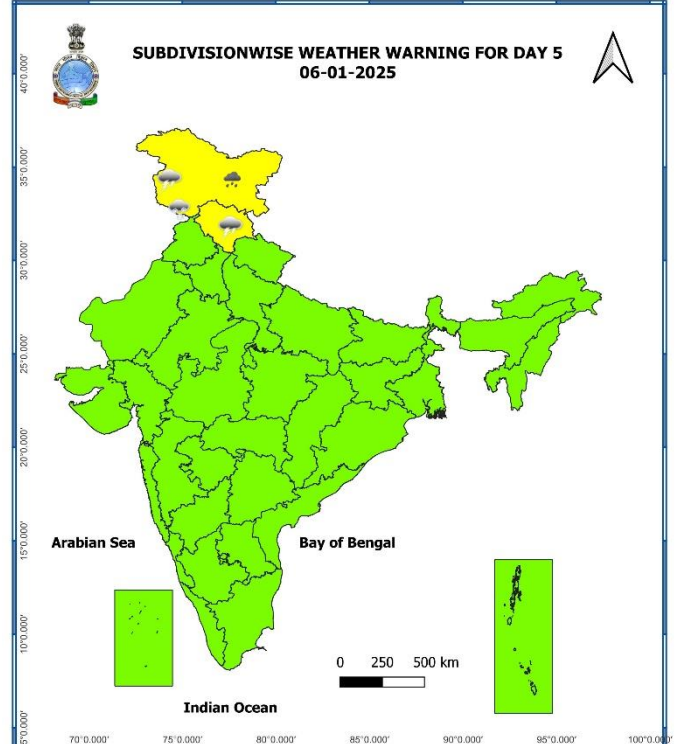 SUBDIVISIONWISE WEATHER WARNING FOR DAY 5
06-01-2025
40°0.000'
35°0.000'
30°0.000'
25°0.000'
20°0.000'
15°0.000'
10°0.000'
5°0.000'
Arabian Sea
Bay of Bengal
0 250 500 km
Indian Ocean
70°0.000' 75°0.000' 80°0.000' 85°0.000' 90°0.000' 95°0.000' 100°0.000'